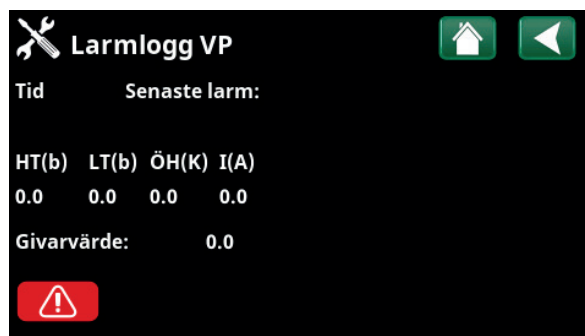 Larmlogg VP
Tid Senaste larm:
HT(b) LT(b) ÖH(K) I(A)
0.0 0.0 0.0 0.0
Givarvärde: 0.0